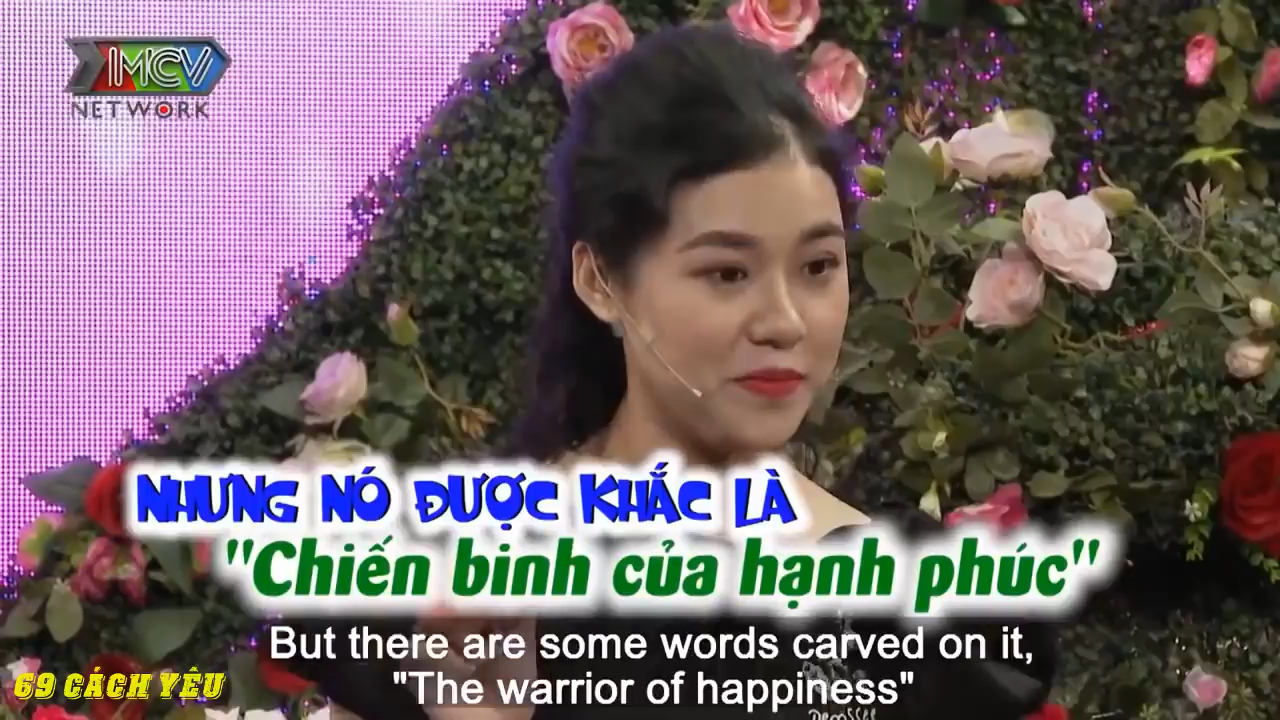 MCV
NETWORK
NHƯNG NÓ ĐƯỢC KHẮC LÀ
"Chiến binh của hạnh phúc"
But there are some words carved on it,
"The warrior of happiness"
69 CÁCH YÊU